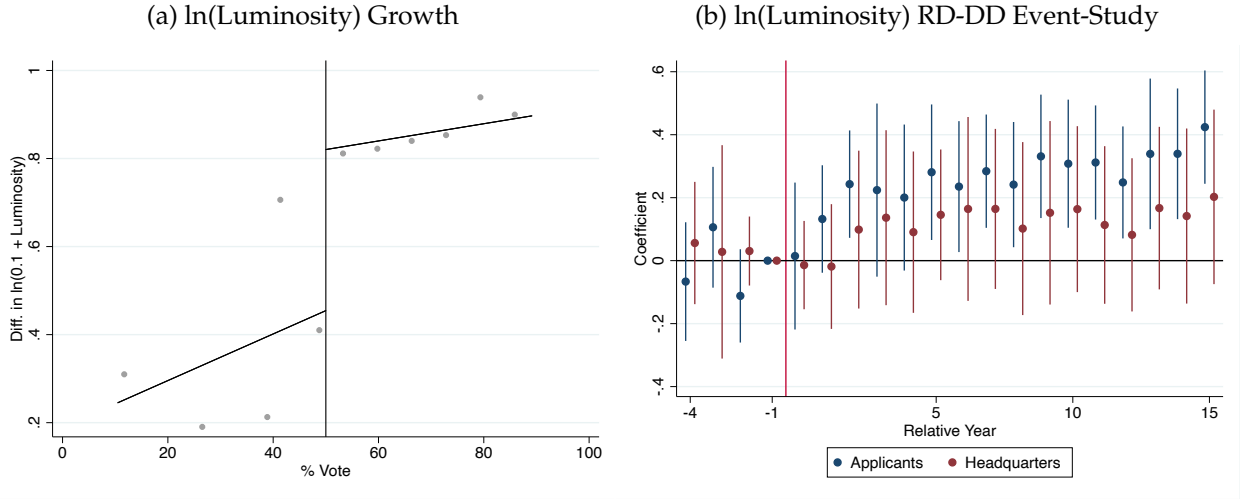 (a) ln(Luminosity) Growth
Diff. in ln(0.1 + Luminosity)
1
.8
.6
.4
.2
0 20 40 60 80 100
% Vote
(b) ln(Luminosity) RD-DD Event-Study
Coefficient
.6
.4
.2
0
-.2
-.4
-4 -1 5 10 15
Relative Year
Applicants Headquarters